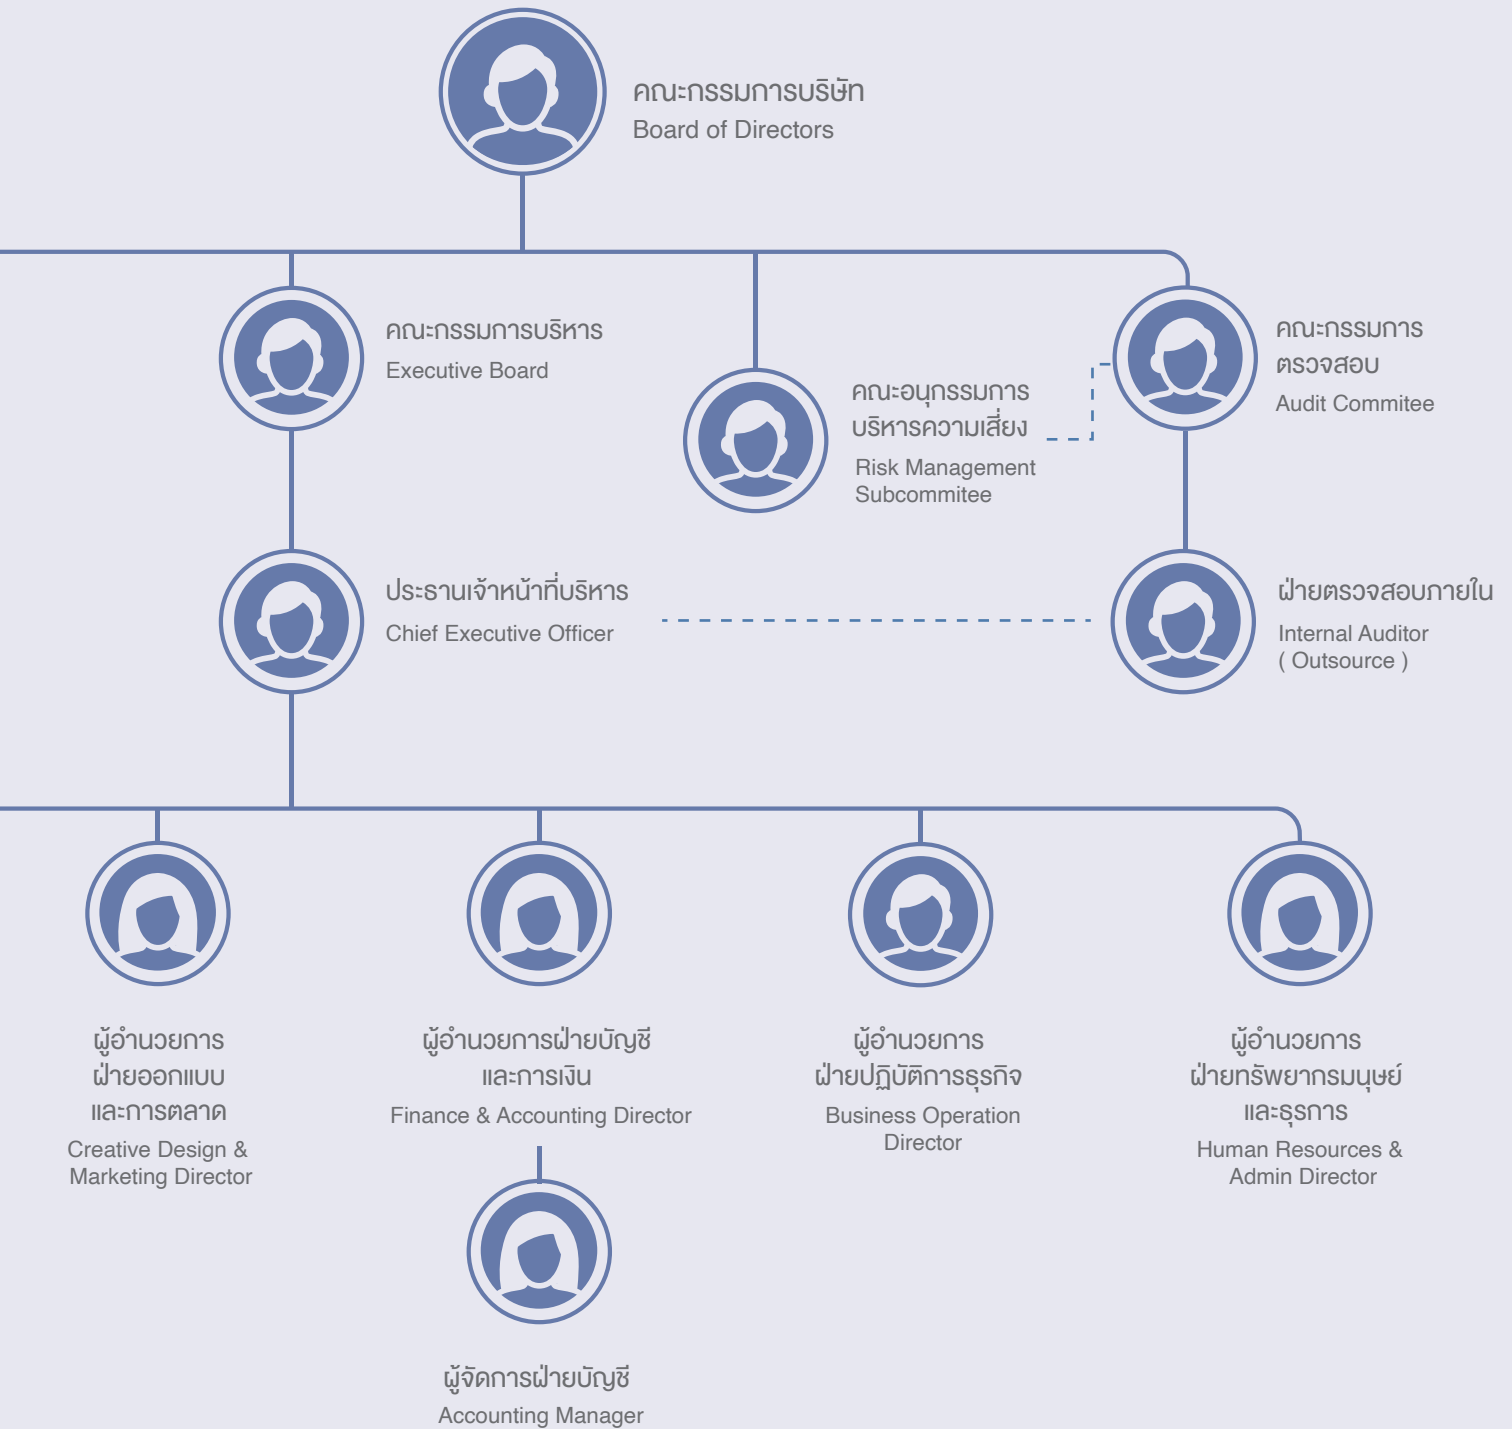 คณะกรรมการบริษัท
Board of Directors
คณะกรรมการบริหาร
Executive Board
คณะอนุกรรมการ
บริหารความเสี่ยง
Risk Management
Subcommitee
คณะกรรมการ
ตรวจสอบ
Audit Commitee
ประธานเจ้าหน้าที่บริหาร
Chief Executive Officer
ฝ่ายตรวจสอบภายใน
Internal Auditor
( Outsource )
ผู้อำนวยการ
ฝ่ายออกแบบ
และการตลาด
Creative Design &
Marketing Director
ผู้อำนวยการฝ่ายบัญชี
และการเงิน
Finance & Accounting Director
ผู้อำนวยการ
ฝ่ายปฏิบัติการธุรกิจ
Business Operation
Director
ผู้อำนวยการ
ฝ่ายทรัพยากรมนุษย์
และธุรการ
Human Resources &
Admin Director
ผู้จัดการฝ่ายบัญชี
Accounting Manager